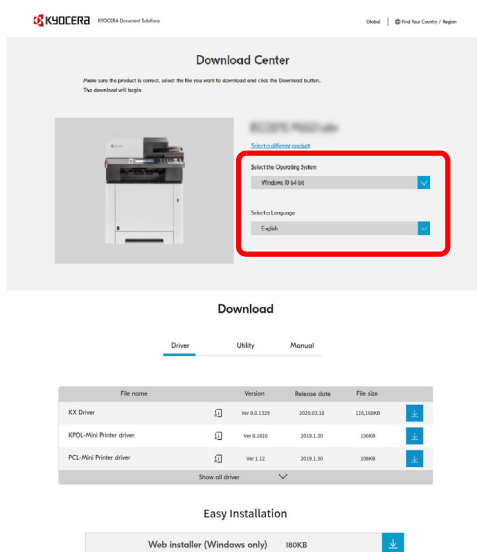 KYOCERA KYOCERA Document Solutions Global Find Your Country / Region
Download Center
Make sure the product is correct, select the file you want to download and click the Download button.
The download will begin.
Select a different product
Select the Operating System
Windows 10 64 bit
Select a Language
English
Download
Driver Utility Manual
File name Version Release date File size
KX Driver Ver 8.0.1329 2020.03.10 116,168KB
KPDL-Mini Printer driver Ver 8.1810 2019.1.30 156KB
PCL-Mini Printer driver Ver 1.12 2019.1.30 108KB
Show all driver
Easy Installation
Web installer (Windows only) 180KB